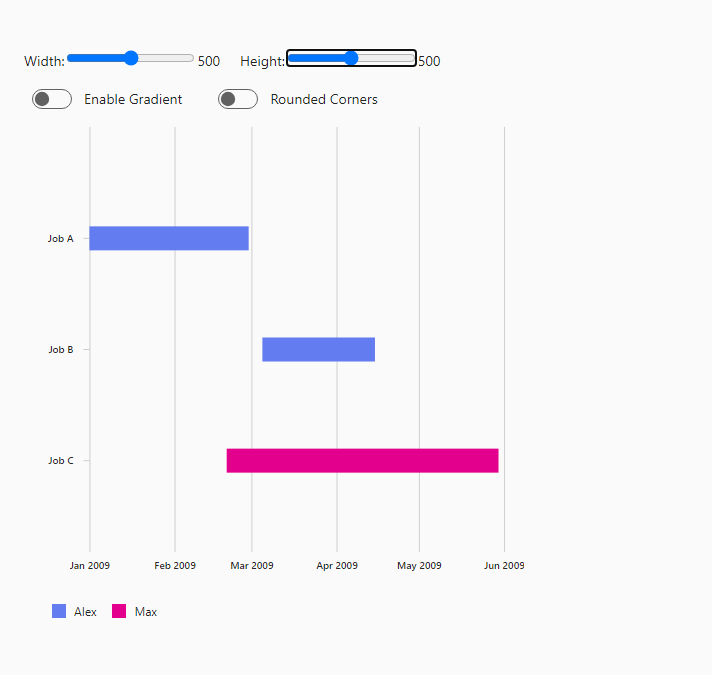 Width: 500 Height: 500
Enable Gradient Rounded Corners
Job A
Job B
Job C
Jan 2009 Feb 2009 Mar 2009 Apr 2009 May 2009 Jun 2009
Alex Max